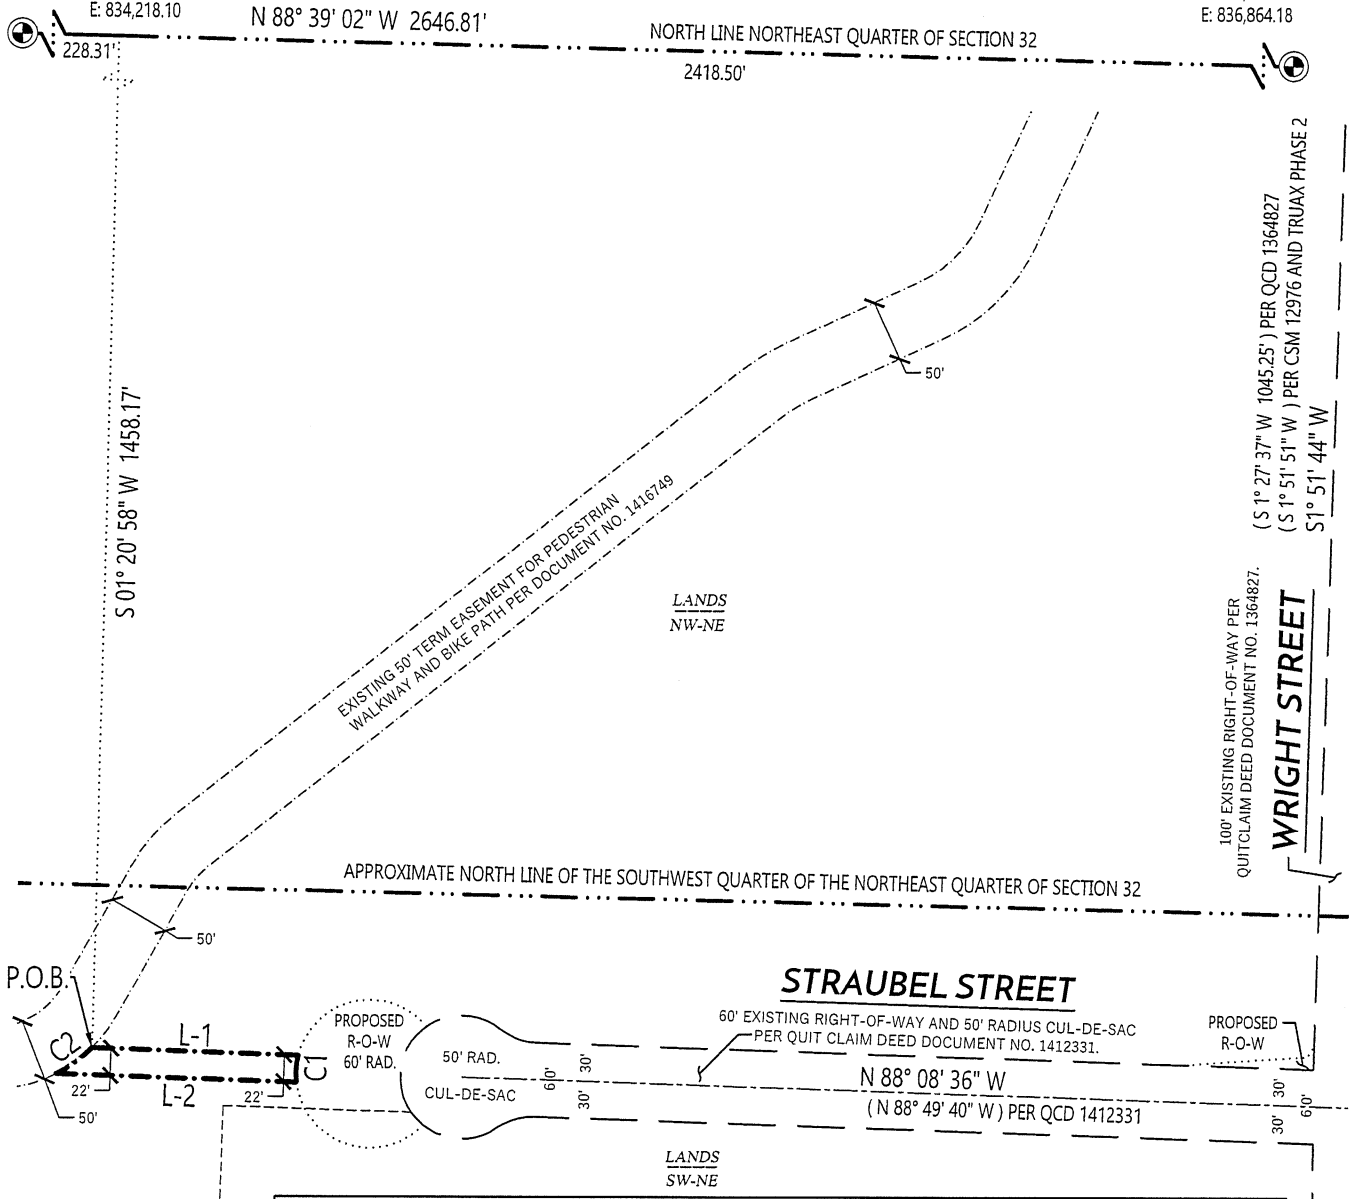 E: 834,218.10
N 88° 39' 02" W 2646.81'
E: 836,864.18
NORTH LINE NORTHEAST QUARTER OF SECTION 32
228.31'
2418.50'
S 01° 20' 58" W 1458.17'
50'
( S 1° 27' 37" W 1045.25' ) PER QCD 1364827
( S 1° 51' 51" W ) PER CSM 12976 AND TRUAX PHASE 2
S1° 51' 44" W
EXISTING 50' TERM EASEMENT FOR PEDESTRIAN
WALKWAY AND BIKE PATH PER DOCUMENT NO. 1416749
LANDS
NW-NE
100' EXISTING RIGHT-OF-WAY PER
QUITCLAIM DEED DOCUMENT NO. 1364827.
WRIGHT STREET
APPROXIMATE NORTH LINE OF THE SOUTHWEST QUARTER OF THE NORTHEAST QUARTER OF SECTION 32
50'
P.O.B.
STRAUBEL STREET
60' EXISTING RIGHT-OF-WAY AND 50' RADIUS CUL-DE-SAC
PER QUIT CLAIM DEED DOCUMENT NO. 1412331.
PROPOSED
R-O-W
PROPOSED
R-O-W
60' RAD.
C2
L-1
C1
L-2
22'
22'
50'
50' RAD.
CUL-DE-SAC
60'
30'
30'
N 88° 08' 36" W
( N 88° 49' 40" W ) PER QCD 1412331
30'
60'
30'
LANDS
SW-NE